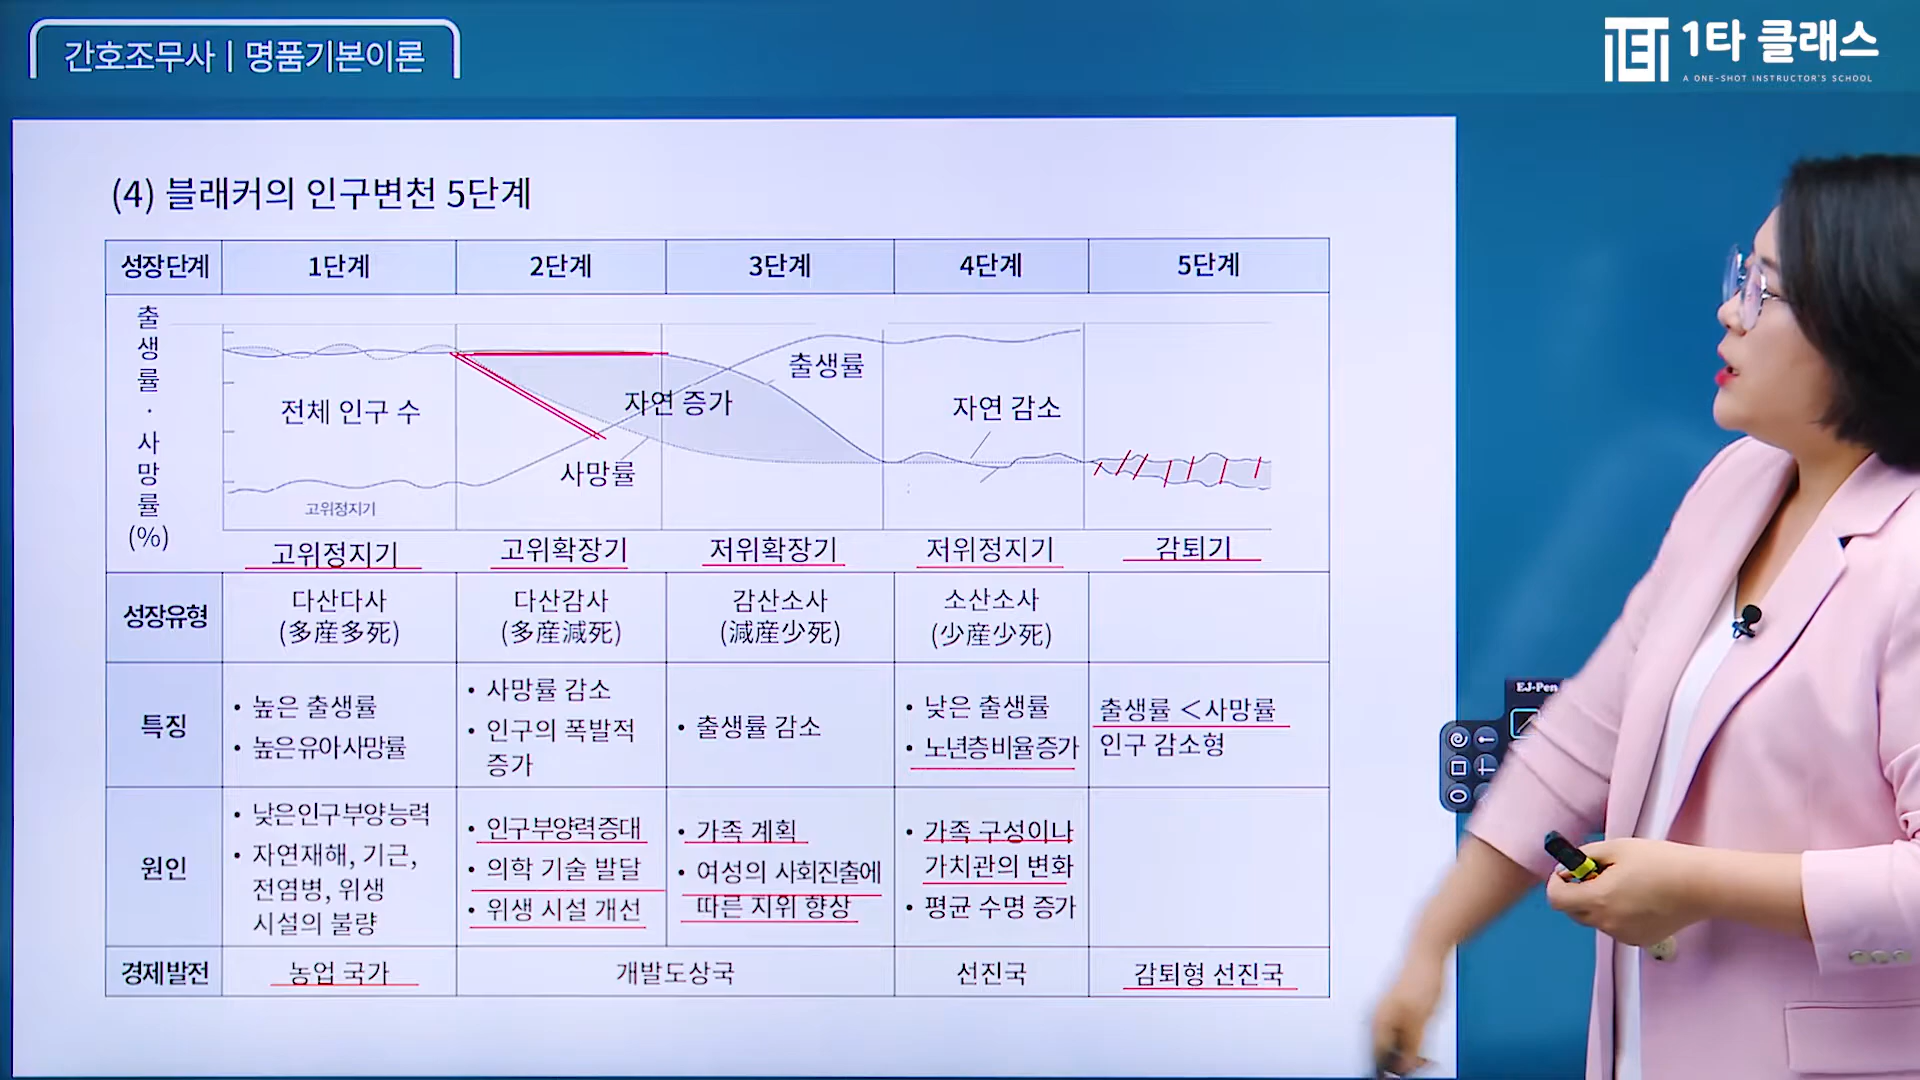 간호조무사 | 명품기본이론
1타 클래스
A ONE-SHOT INSTRUCTOR'S SCHOOL
(4) 블래커의 인구변천 5단계
성장단계
1단계
2단계
3단계
4단계
5단계
출생률 · 사망률 (%)
전체 인구 수
자연 증가
출생률
사망률
자연 감소
고위정지기
고위정지기
고위확장기
저위확장기
저위정지기
감퇴기
성장유형
다산다사
(多産多死)
다산감사
(多産減死)
감산소사
(減産少死)
소산소사
(少産少死)
특징
• 높은 출생률
• 높은유아사망률
• 사망률 감소
• 인구의 폭발적
증가
• 출생률 감소
• 낮은 출생률
• 노년층비율증가
출생률 <사망률
인구 감소형
원인
• 낮은인구부양능력
• 자연재해, 기근,
전염병, 위생
시설의 불량
• 인구부양력증대
• 의학 기술 발달
• 위생 시설 개선
• 가족 계획
• 여성의 사회진출에
따른 지위 향상
• 가족 구성이나
가치관의 변화
• 평균 수명 증가
경제발전
농업 국가
개발도상국
선진국
감퇴형 선진국
EJ-Pen